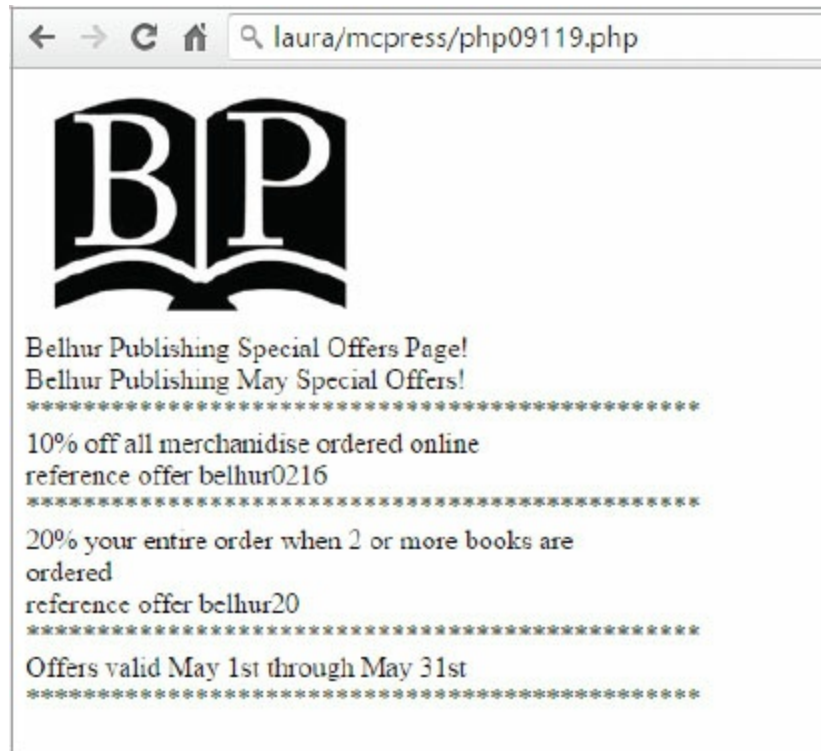 laura/mcpress/php09119.php
B P
Belhur Publishing Special Offers Page!
Belhur Publishing May Special Offers!
************************************************
10% off all merchanidise ordered online
reference offer belhur0216
************************************************
20% your entire order when 2 or more books are
ordered
reference offer belhur20
************************************************
Offers valid May 1st through May 31st
************************************************